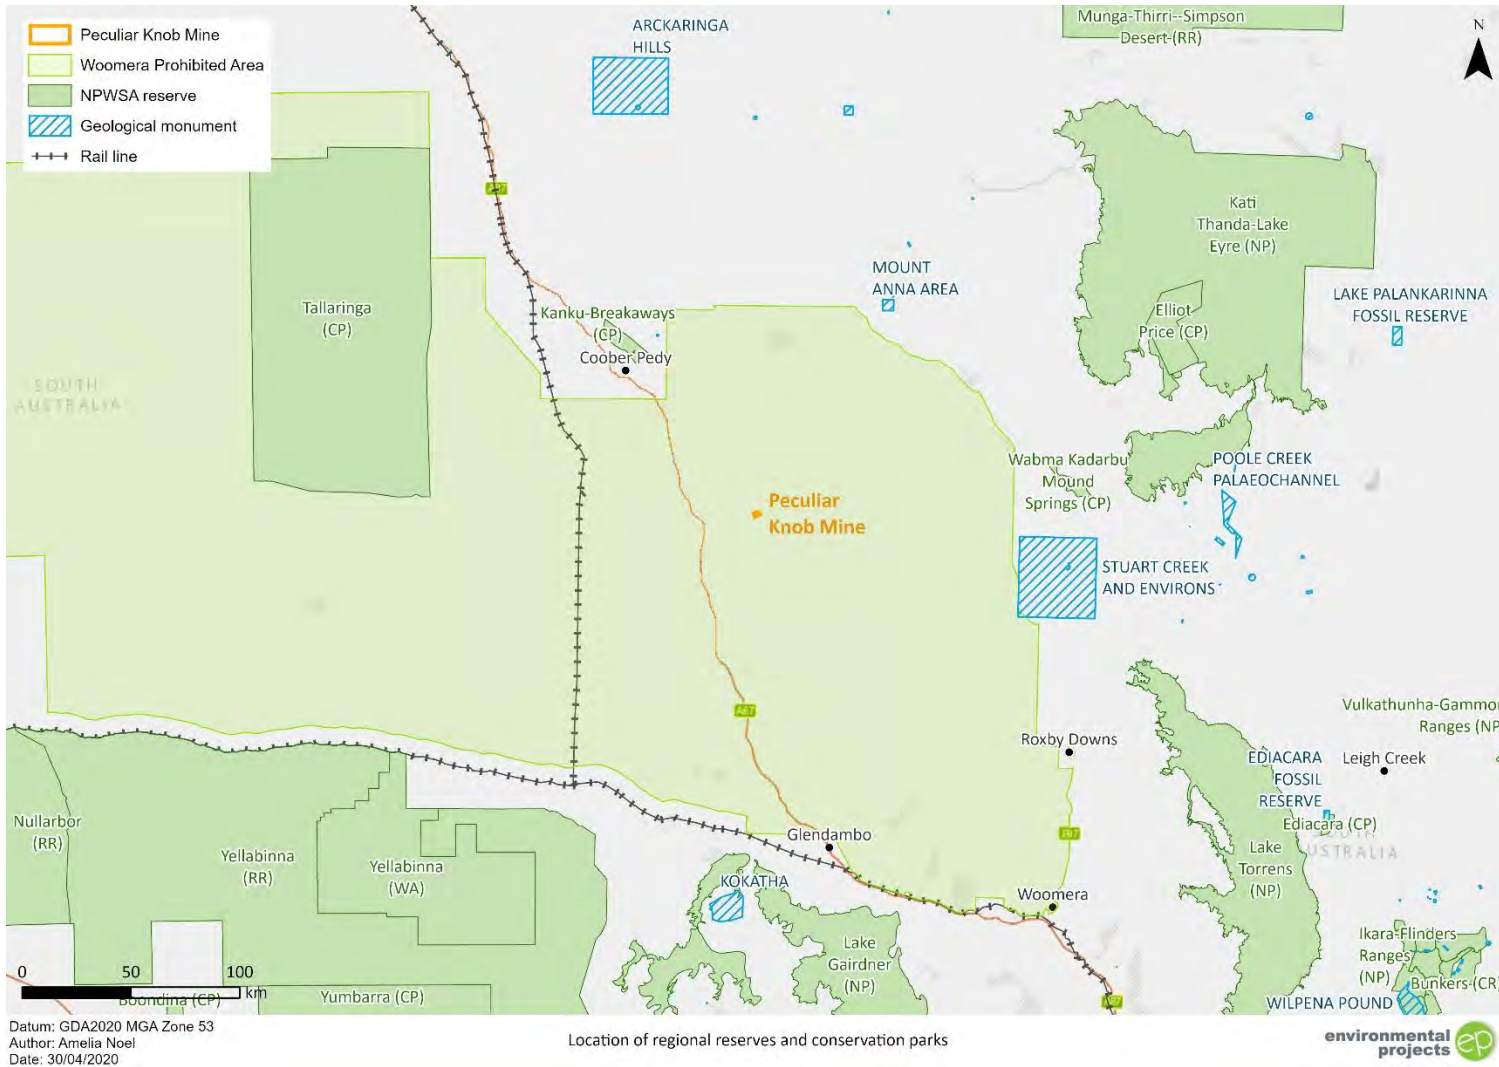 Peculiar Knob Mine
Woomera Prohibited Area
NPWSA reserve
Geological monument
Rail line
ARCKARINGA
HILLS
Munga-Thirri--Simpson
Desert (RR)
N
A87
Kati
Thanda-Lake
Eyre (NP)
MOUNT
ANNA AREA
LAKE PALANKARINNA
FOSSIL RESERVE
Tallaringa
(CP)
Kanku-Breakaways
(CP)
Coober Pedy
Elliot
Price (CP)
SOUTH
AUSTRALIA
Wabma Kadarbu
Mound
Springs (CP)
POOLE CREEK
PALAEOCHANNEL
Peculiar
Knob Mine
STUART CREEK
AND ENVIRONS
A87
Roxby Downs
Vulkathunha-Gammo
Ranges (NP
EDIACARA
FOSSIL
RESERVE
Leigh Creek
Ediacara (CP)
Nullarbor
(RR)
Yellabinna
(RR)
Yellabinna
(WA)
Glendambo
B97
Lake
Torrens
(NP)
KOKATHA
Woomera
Lake
Gairdner
(NP)
Ikara-Flinders
Ranges
(NP)
Bunkers (CR)
WILPENA POUND
A87
0 50 100
km
Boondina (CP)
Yumbarra (CP)
Datum: GDA2020 MGA Zone 53
Author: Amelia Noel
Date: 30/04/2020
Location of regional reserves and conservation parks
environmental
projects
ep